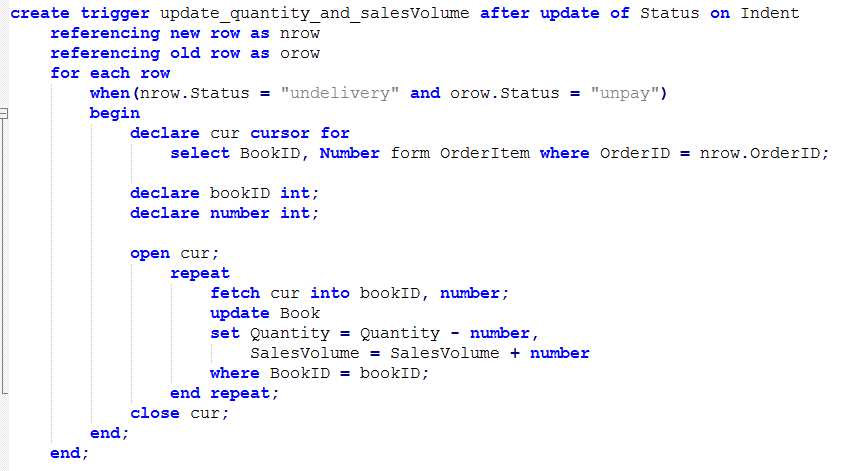 create trigger update_quantity_and_salesVolume after update of Status on Indent
    referencing new row as nrow
    referencing old row as orow
    for each row
        when(nrow.Status = "undelivery" and orow.Status = "unpay")
        begin
            declare cur cursor for
                select BookID, Number form OrderItem where OrderID = nrow.OrderID;
            declare bookID int;
            declare number int;
            open cur;
                repeat
                    fetch cur into bookID, number;
                    update Book
                    set Quantity = Quantity - number,
                        SalesVolume = SalesVolume + number
                    where BookID = bookID;
                end repeat;
            close cur;
        end;
    end;